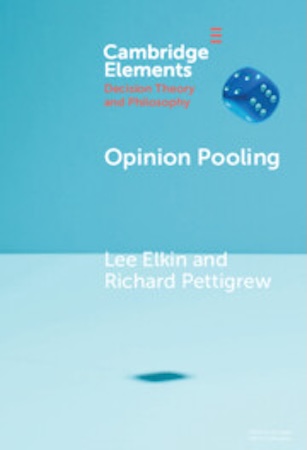 Cambridge
Elements
Decision Theory
and Philosophy
Opinion Pooling
Lee Elkin and
Richard Pettigrew